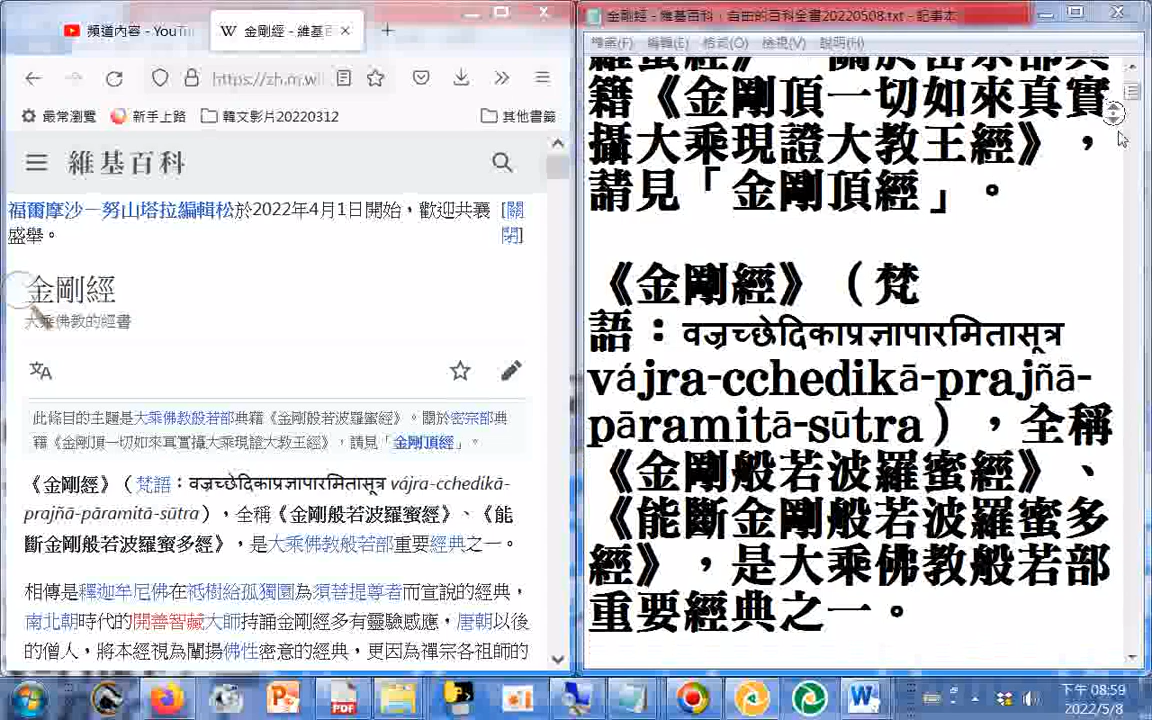 頻道內容 - YouTu
金剛經 - 維基百
https://zh.m.wi
最常瀏覽
新手上路
韓文影片20220312
其他書籤
維基百科
福爾摩沙－努山塔拉編輯松於2022年4月1日開始，歡迎共襄盛舉。
[關閉]
金剛經
大乘佛教的經書
此條目的主題是大乘佛教般若部典籍《金剛般若波羅蜜經》。關於密宗部典
籍《金剛頂一切如來真實攝大乘現證大教王經》，請見「金剛頂經」。
《金剛經》（梵語：वज्रच्छेदिकाप्रज्ञापारमितासूत्र vájra-cchedikā-
prajñā-pāramitā-sūtra），全稱《金剛般若波羅蜜經》、《能
斷金剛般若波羅蜜多經》，是大乘佛教般若部重要經典之一。
相傳是釋迦牟尼佛在祇樹給孤獨園為須菩提尊者而宣說的經典，
南北朝時代的開善智藏大師持誦金剛經多有靈驗感應，唐朝以後
的僧人，將本經視為闡揚佛性密意的經典，更因為禪宗各祖師的
金剛經 - 維基百科，自由的百科全書20220508.txt - 記事本
檔案(F) 編輯(E) 格式(O) 檢視(V) 說明(H)
羅蜜經》。關於密宗部典
籍《金剛頂一切如來真實
攝大乘現證大教王經》，
請見「金剛頂經」。
《金剛經》（梵
語：वज्रच्छेदिकाप्रज्ञापारमितासूत्र
vájra-cchedikā-prajñā-
pāramitā-sūtra），全稱
《金剛般若波羅蜜經》、
《能斷金剛般若波羅蜜多
經》，是大乘佛教般若部
重要經典之一。
下午 08:59
2022/5/8